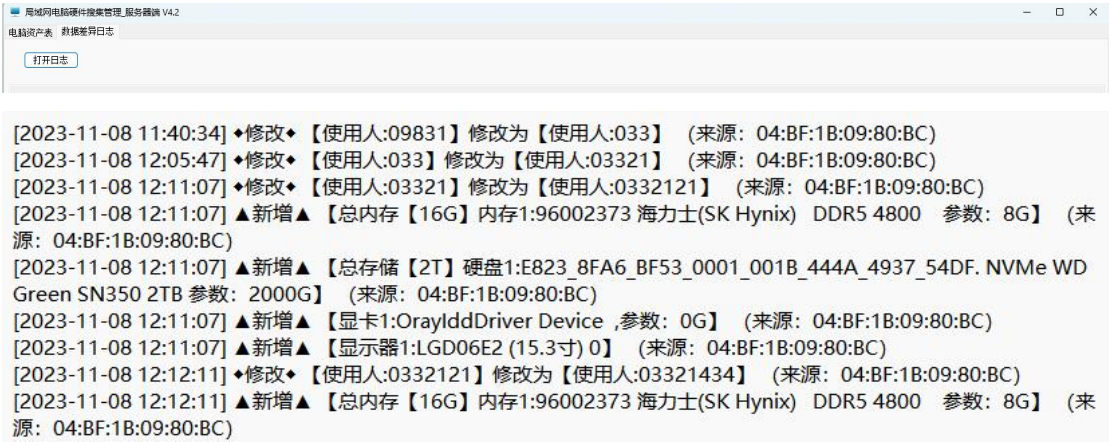 局域网电脑硬件搜集管理_服务器端 V4.2
电脑资产表 数据差异日志
打开日志
[2023-11-08 11:40:34] ◆修改◆ 【使用人:09831】修改为【使用人:033】 (来源：04:BF:1B:09:80:BC)
[2023-11-08 12:05:47] ◆修改◆ 【使用人:033】修改为【使用人:03321】 (来源：04:BF:1B:09:80:BC)
[2023-11-08 12:11:07] ◆修改◆ 【使用人:03321】修改为【使用人:0332121】 (来源：04:BF:1B:09:80:BC)
[2023-11-08 12:11:07] ▲新增▲ 【总内存【16G】内存1:96002373 海力士(SK Hynix) DDR5 4800 参数：8G】 (来
源：04:BF:1B:09:80:BC)
[2023-11-08 12:11:07] ▲新增▲ 【总存储【2T】硬盘1:E823_8FA6_BF53_0001_001B_444A_4937_54DF. NVMe WD
Green SN350 2TB 参数：2000G】 (来源：04:BF:1B:09:80:BC)
[2023-11-08 12:11:07] ▲新增▲ 【显卡1:OrayIddDriver Device ,参数：0G】 (来源：04:BF:1B:09:80:BC)
[2023-11-08 12:11:07] ▲新增▲ 【显示器1:LGD06E2 (15.3寸) 0】 (来源：04:BF:1B:09:80:BC)
[2023-11-08 12:12:11] ◆修改◆ 【使用人:0332121】修改为【使用人:03321434】 (来源：04:BF:1B:09:80:BC)
[2023-11-08 12:12:11] ▲新增▲ 【总内存【16G】内存1:96002373 海力士(SK Hynix) DDR5 4800 参数：8G】 (来
源：04:BF:1B:09:80:BC)